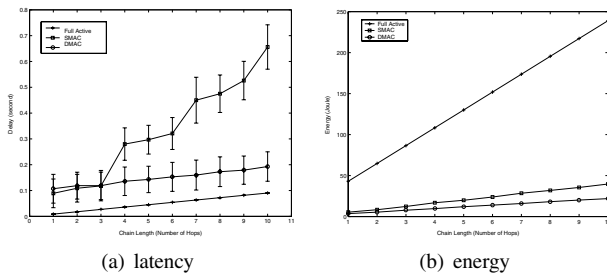 Full Active
SMAC
DMAC
Delay (second)
0.8
0.7
0.6
0.5
0.4
0.3
0.2
0.1
0
0 1 2 3 4 5 6 7 8 9 10 11
Chain Length (Number of Hops)
(a) latency
Full Active
SMAC
DMAC
Energy (Joule)
250
200
150
100
50
0
1 2 3 4 5 6 7 8 9 10
Chain Length (Number of Hops)
(b) energy